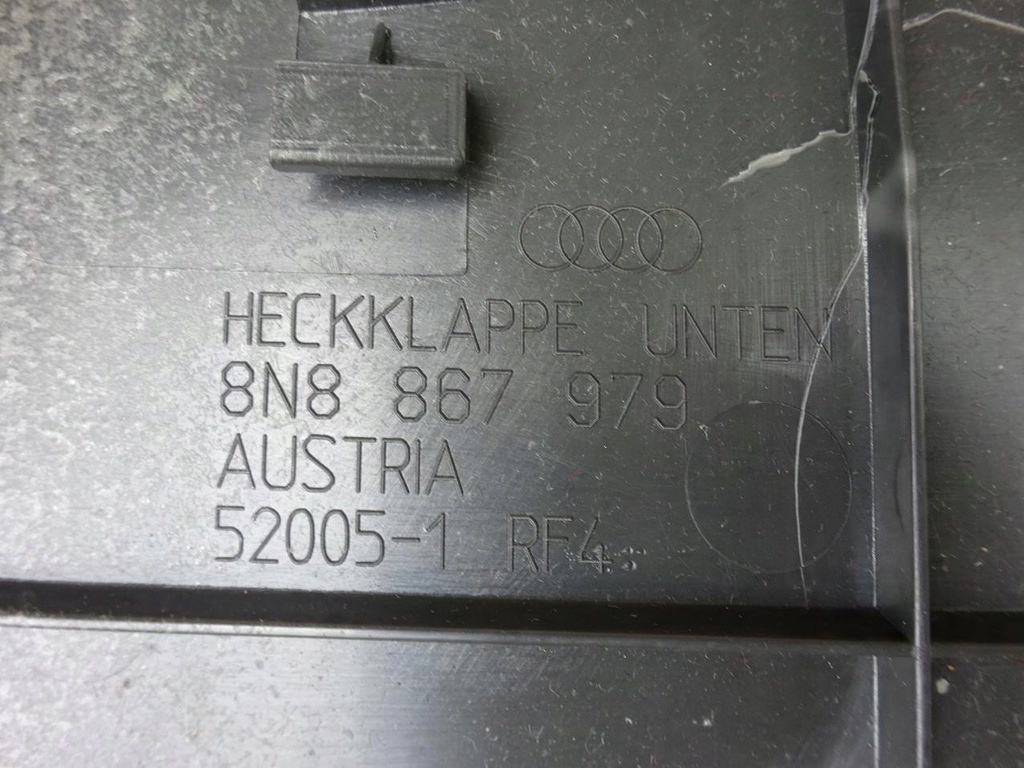 HECKKLAPPE UNTEN
8N8 867 979
AUSTRIA
52005-1 RF4